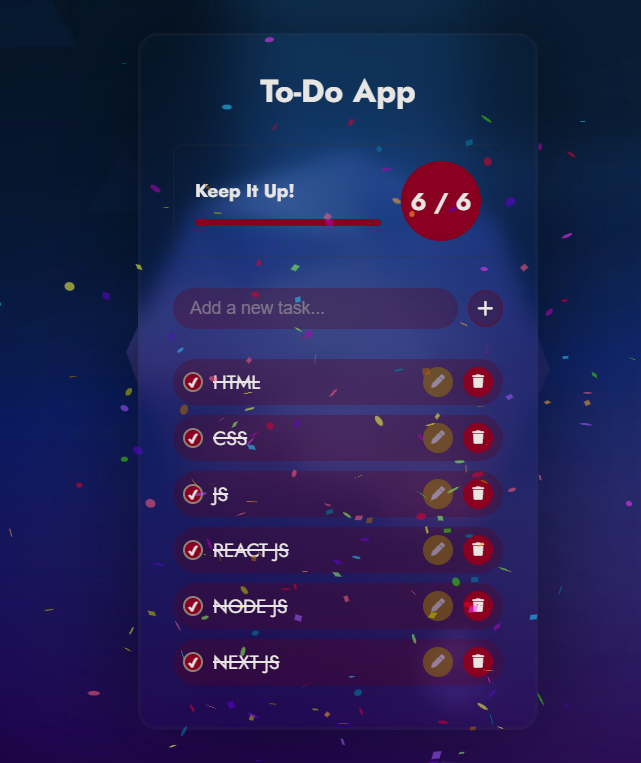 To-Do App
Keep It Up!
6 / 6
Add a new task...
HTML
CSS
JS
REACT JS
NODE JS
NEXT JS